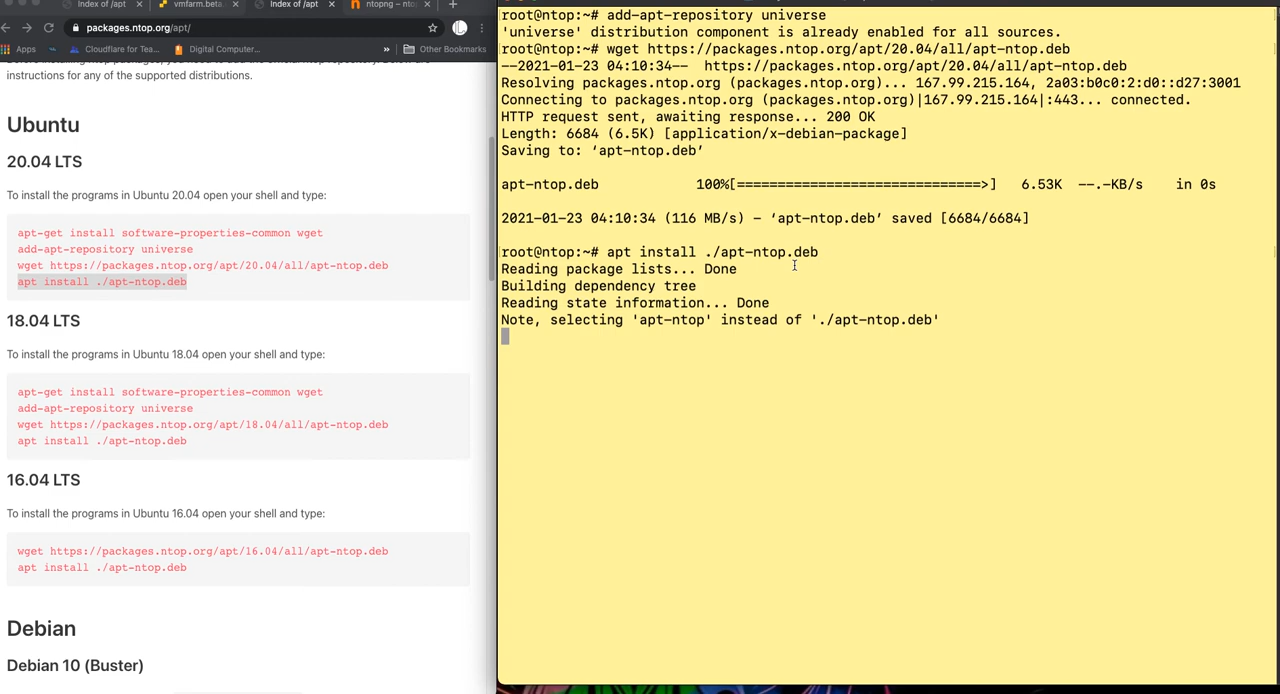 Index of /apt
vmfarm.beta.
Index of /apt
ntopng – nto
packages.ntop.org/apt/
Apps
Cloudflare for Tea...
Digital Computer...
»
Other Bookmarks
instructions for any of the supported distributions.
Ubuntu
20.04 LTS
To install the programs in Ubuntu 20.04 open your shell and type:
apt-get install software-properties-common wget
add-apt-repository universe
wget https://packages.ntop.org/apt/20.04/all/apt-ntop.deb
apt install ./apt-ntop.deb
18.04 LTS
To install the programs in Ubuntu 18.04 open your shell and type:
apt-get install software-properties-common wget
add-apt-repository universe
wget https://packages.ntop.org/apt/18.04/all/apt-ntop.deb
apt install ./apt-ntop.deb
16.04 LTS
To install the programs in Ubuntu 16.04 open your shell and type:
wget https://packages.ntop.org/apt/16.04/all/apt-ntop.deb
apt install ./apt-ntop.deb
Debian
Debian 10 (Buster)
root@ntop:~# add-apt-repository universe
'universe' distribution component is already enabled for all sources.
root@ntop:~# wget https://packages.ntop.org/apt/20.04/all/apt-ntop.deb
--2021-01-23 04:10:34-- https://packages.ntop.org/apt/20.04/all/apt-ntop.deb
Resolving packages.ntop.org (packages.ntop.org)... 167.99.215.164, 2a03:b0c0:2:d0::d27:3001
Connecting to packages.ntop.org (packages.ntop.org)|167.99.215.164|:443... connected.
HTTP request sent, awaiting response... 200 OK
Length: 6684 (6.5K) [application/x-debian-package]
Saving to: ‘apt-ntop.deb’
apt-ntop.deb 100%[==============================>] 6.53K --.-KB/s in 0s
2021-01-23 04:10:34 (116 MB/s) - ‘apt-ntop.deb’ saved [6684/6684]
root@ntop:~# apt install ./apt-ntop.deb
Reading package lists... Done
Building dependency tree
Reading state information... Done
Note, selecting 'apt-ntop' instead of './apt-ntop.deb'